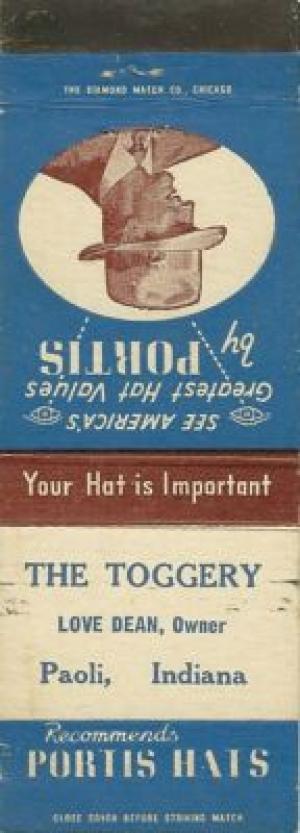 THE DIAMOND MATCH CO., CHICAGO
SEE AMERICA'S
Greatest Hat Values
by PORTIS
Your Hat is Important
THE TOGGERY
LOVE DEAN, Owner
Paoli, Indiana
Recommends
PORTIS HATS
CLOSE COVER BEFORE STRIKING MATCH